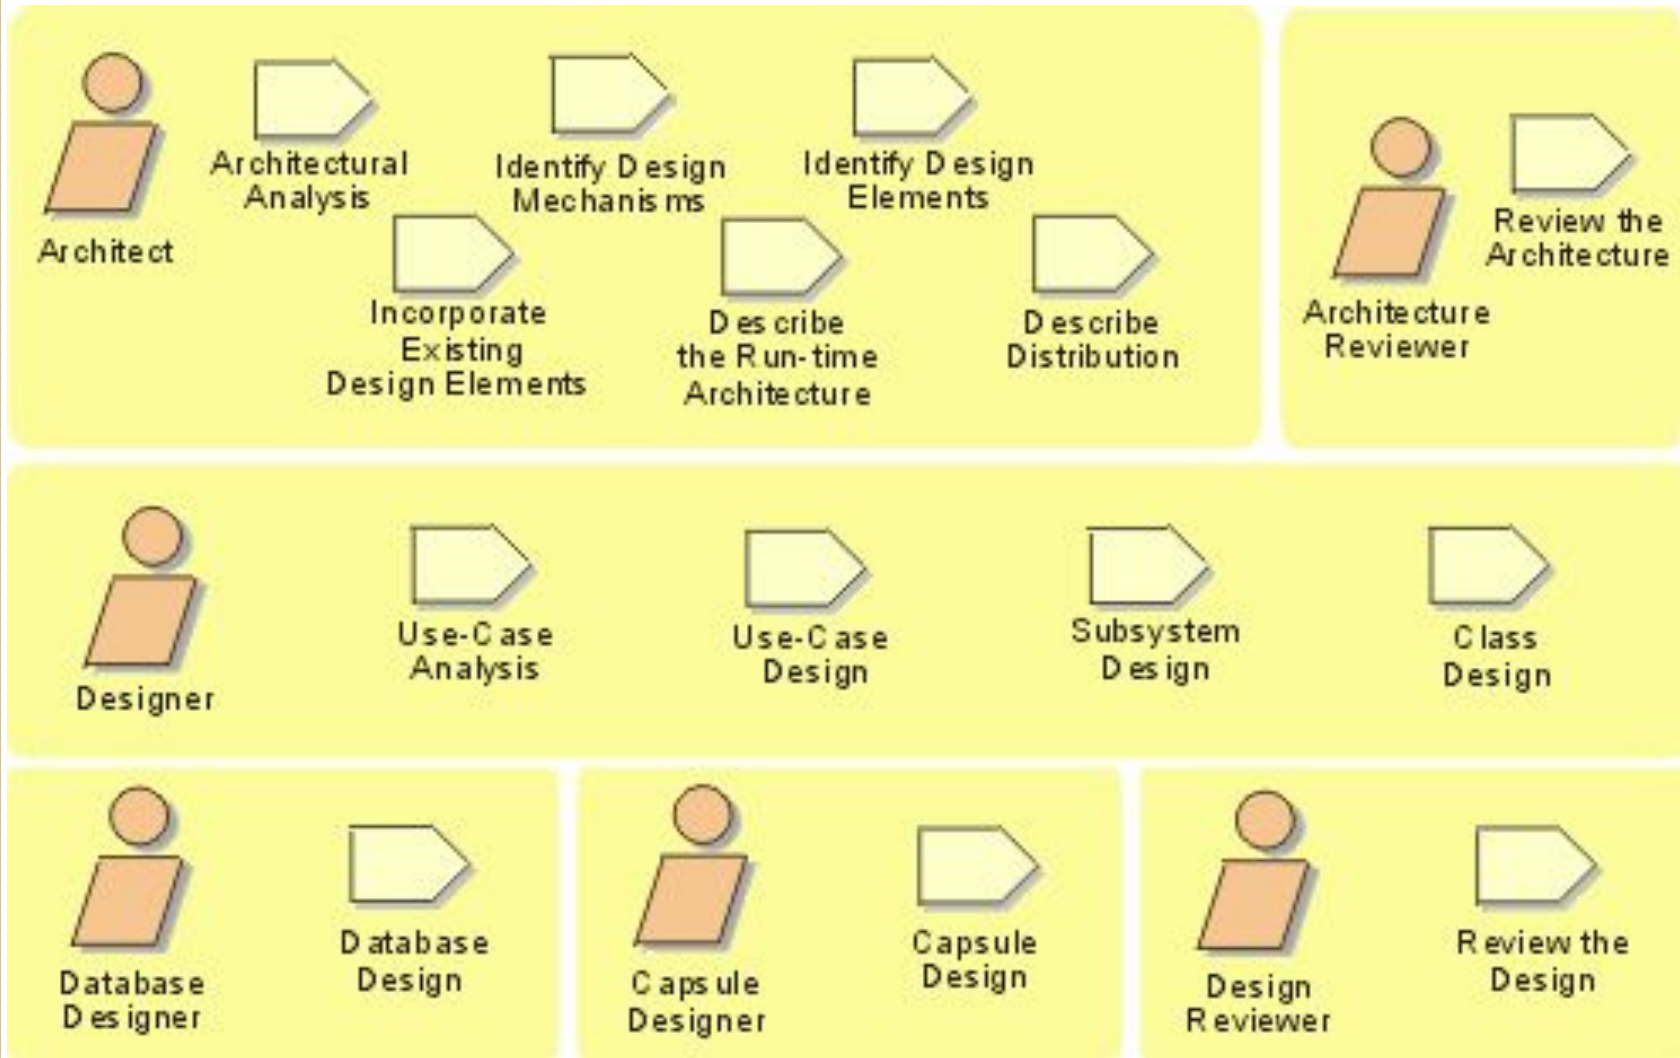 Architect
Architectural
Analysis
Identify Design
Mechanisms
Identify Design
Elements
Incorporate
Existing
Design Elements
Describe
the Run-time
Architecture
Describe
Distribution
Architecture
Reviewer
Review the
Architecture
Designer
Use-Case
Analysis
Use-Case
Design
Subsystem
Design
Class
Design
Database
Designer
Database
Design
Capsule
Designer
Capsule
Design
Design
Reviewer
Review the
Design